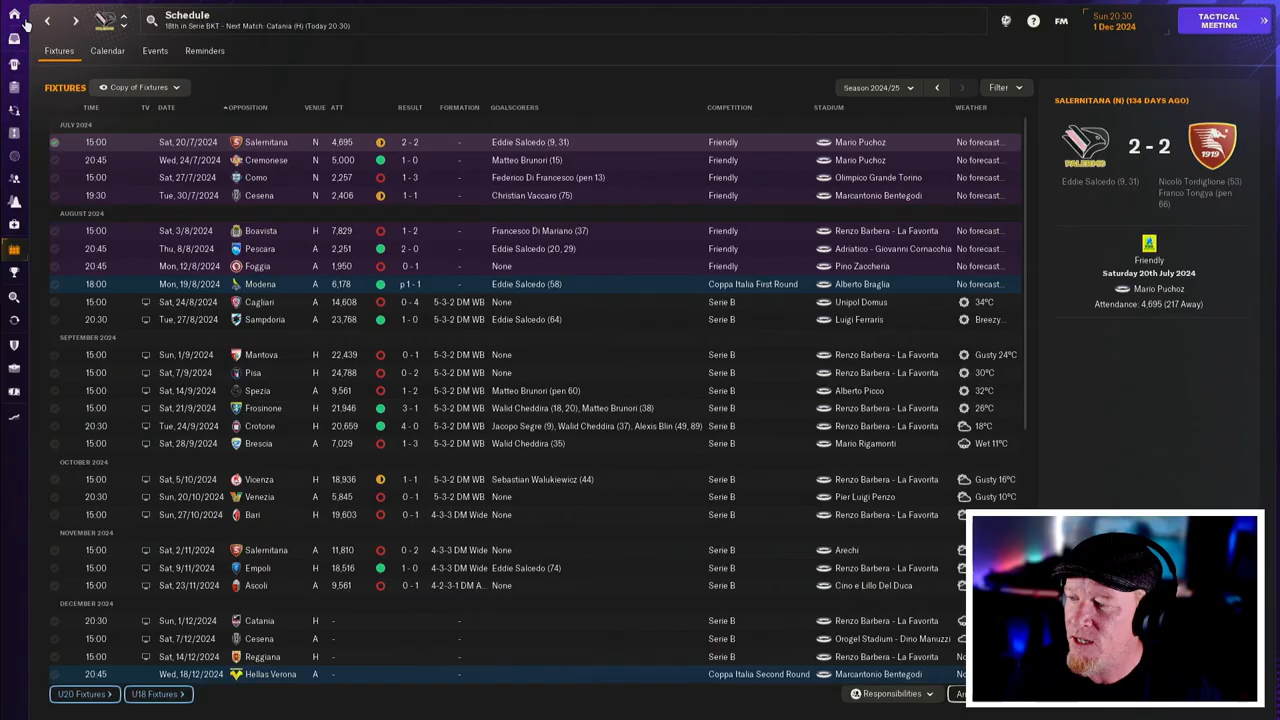 Schedule
18th in Serie BKT - Next Match: Catania (H) (Today 20:30)
FM
Sun 20:30
1 Dec 2024
TACTICAL MEETING
Fixtures Calendar Events Reminders
FIXTURES Copy of Fixtures Season 2024/25 Filter
TIME TV DATE OPPOSITION VENUE ATT RESULT FORMATION GOALSCORERS COMPETITION STADIUM WEATHER
JULY 2024
15:00 Sat, 20/7/2024 Salernitana N 4,695 2 - 2 - Eddie Salcedo (9, 31) Friendly Mario Puchoz No forecast...
20:45 Wed, 24/7/2024 Cremonese N 5,000 1 - 0 - Matteo Brunori (15) Friendly Mario Puchoz No forecast...
15:00 Sat, 27/7/2024 Como N 2,257 1 - 3 - Federico Di Francesco (pen 13) Friendly Olimpico Grande Torino No forecast...
19:30 Tue, 30/7/2024 Cesena N 2,406 1 - 1 - Christian Vaccaro (75) Friendly Marcantonio Bentegodi No forecast...
AUGUST 2024
15:00 Sat, 3/8/2024 Boavista H 7,829 1 - 2 - Francesco Di Mariano (37) Friendly Renzo Barbera - La Favorita No forecast...
20:45 Thu, 8/8/2024 Pescara A 2,251 2 - 0 - Eddie Salcedo (20, 29) Friendly Adriatico - Giovanni Cornacchia No forecast...
20:45 Mon, 12/8/2024 Foggia A 1,950 0 - 1 - None Friendly Pino Zaccheria No forecast...
18:00 Mon, 19/8/2024 Modena A 6,178 p 1 - 1 - Eddie Salcedo (58) Coppa Italia First Round Alberto Braglia No forecast...
15:00 Sat, 24/8/2024 Cagliari A 14,608 0 - 4 5-3-2 DM WB None Serie B Unipol Domus 34°C
20:30 Tue, 27/8/2024 Sampdoria A 23,768 1 - 0 5-3-2 DM WB Eddie Salcedo (64) Serie B Luigi Ferraris Breezy...
SEPTEMBER 2024
15:00 Sun, 1/9/2024 Mantova H 22,439 0 - 1 5-3-2 DM WB None Serie B Renzo Barbera - La Favorita Gusty 24°C
15:00 Sat, 7/9/2024 Pisa H 24,788 0 - 2 5-3-2 DM WB None Serie B Renzo Barbera - La Favorita 30°C
15:00 Sat, 14/9/2024 Spezia A 9,561 1 - 2 5-3-2 DM WB Matteo Brunori (pen 60) Serie B Alberto Picco 32°C
15:00 Sat, 21/9/2024 Frosinone H 21,946 3 - 1 5-3-2 DM WB Walid Cheddira (18, 20), Matteo Brunori (38) Serie B Renzo Barbera - La Favorita 26°C
20:30 Tue, 24/9/2024 Crotone H 20,659 4 - 0 5-3-2 DM WB Jacopo Segre (9), Walid Cheddira (37), Alexis Blin (49, 89) Serie B Renzo Barbera - La Favorita 18°C
15:00 Sat, 28/9/2024 Brescia A 7,029 1 - 3 5-3-2 DM WB Walid Cheddira (35) Serie B Mario Rigamonti Wet 11°C
OCTOBER 2024
15:00 Sat, 5/10/2024 Vicenza H 18,936 1 - 1 5-3-2 DM WB Sebastian Walukiewicz (44) Serie B Renzo Barbera - La Favorita Gusty 16°C
20:30 Sun, 20/10/2024 Venezia A 5,845 0 - 1 5-3-2 DM WB None Serie B Pier Luigi Penzo Gusty 10°C
15:00 Sun, 27/10/2024 Bari H 19,603 0 - 1 4-3-3 DM Wide None Serie B Renzo Barbera - La Favorita
NOVEMBER 2024
15:00 Sat, 2/11/2024 Salernitana A 11,810 0 - 2 4-3-3 DM Wide None Serie B Arechi
15:00 Sat, 9/11/2024 Empoli H 18,516 1 - 0 4-3-3 DM Wide Eddie Salcedo (74) Serie B Renzo Barbera - La Favorita
15:00 Sat, 23/11/2024 Ascoli A 9,561 0 - 1 4-2-3-1 DM A... None Serie B Cino e Lillo Del Duca
DECEMBER 2024
20:30 Sun, 1/12/2024 Catania H - - Serie B Renzo Barbera - La Favorita
15:00 Sat, 7/12/2024 Cesena A - - Serie B Orogel Stadium - Dino Manuzzi
15:00 Sat, 14/12/2024 Reggiana H - - Serie B Renzo Barbera - La Favorita
20:45 Wed, 18/12/2024 Hellas Verona A - - Coppa Italia Second Round Marcantonio Bentegodi
U20 Fixtures > U18 Fixtures > Responsibilities
SALERNITANA (N) (134 DAYS AGO)
PALERMO 2 - 2 1919
Eddie Salcedo (9, 31) Nicolò Tordiglione (53)
Franco Tongya (pen 66)
Friendly
Saturday 20th July 2024
Mario Puchoz
Attendance: 4,695 (217 Away)